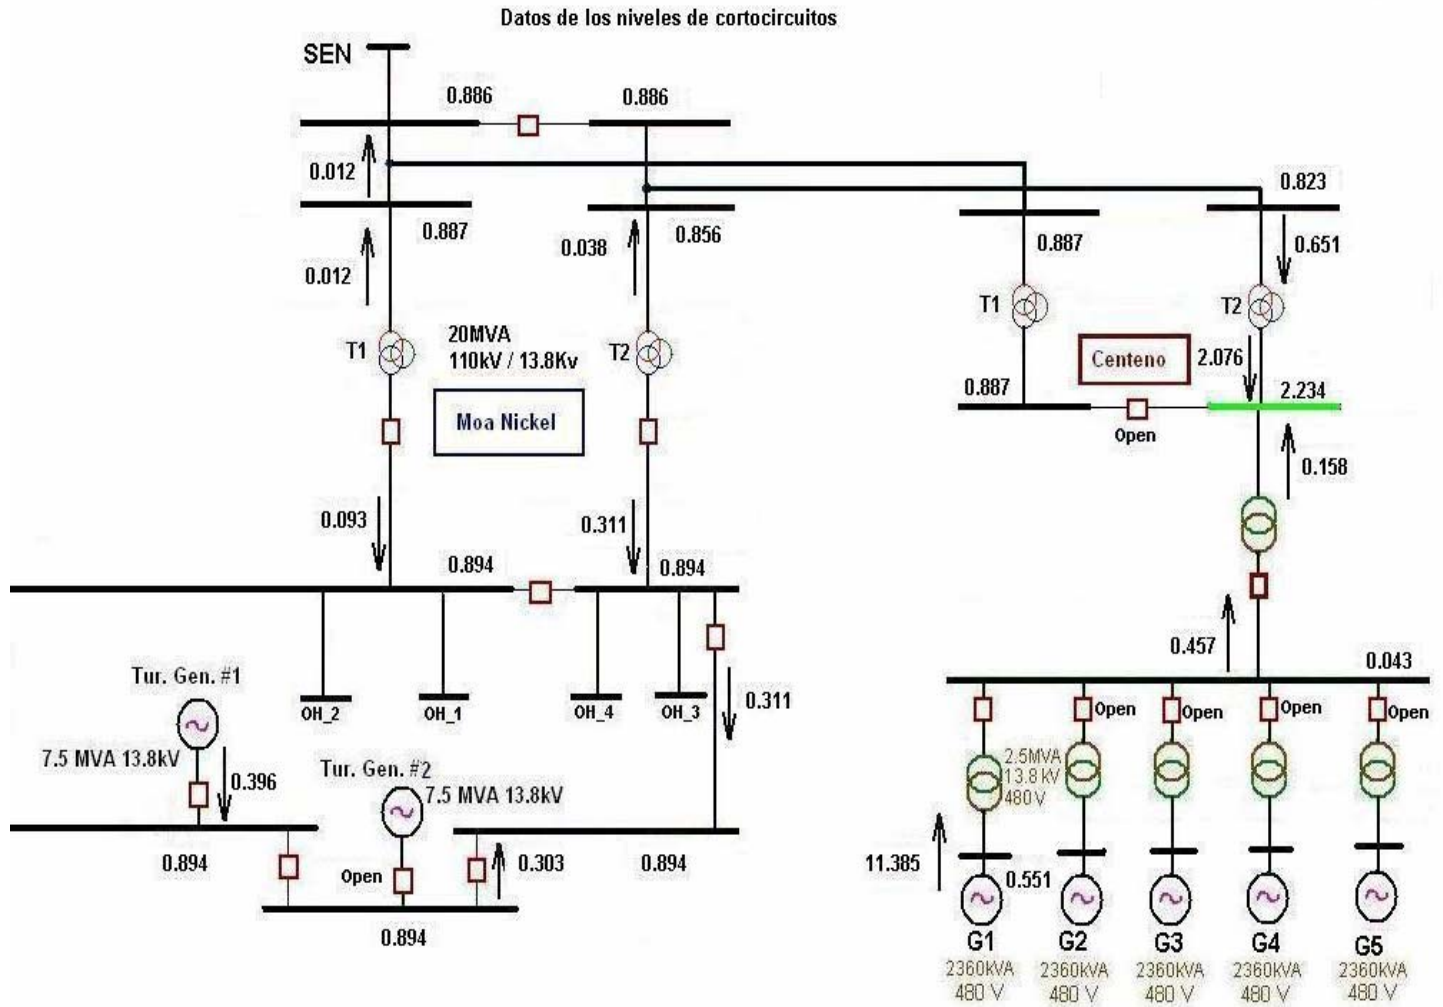 Datos de los niveles de cortocircuitos
SEN
0.886
0.886
0.012
0.823
0.887
0.038
0.856
0.887
0.651
0.012
T1
T2
T1
20MVA
110kV / 13.8Kv
T2
Centeno
2.076
0.887
2.234
Moa Nickel
Open
0.158
0.093
0.311
0.894
0.894
0.457
0.043
Tur. Gen. #1
OH_2
OH_1
OH_4
OH_3
0.311
Open
Open
Open
Open
7.5 MVA 13.8kV
0.396
Tur. Gen. #2
7.5 MVA 13.8kV
2.5MVA
13.8 kV
480 V
0.894
Open
0.303
0.894
11.385
0.551
0.894
G1
G2
G3
G4
G5
2360kVA
2360kVA
2360kVA
2360kVA
2360kVA
480 V
480 V
480 V
480 V
480 V